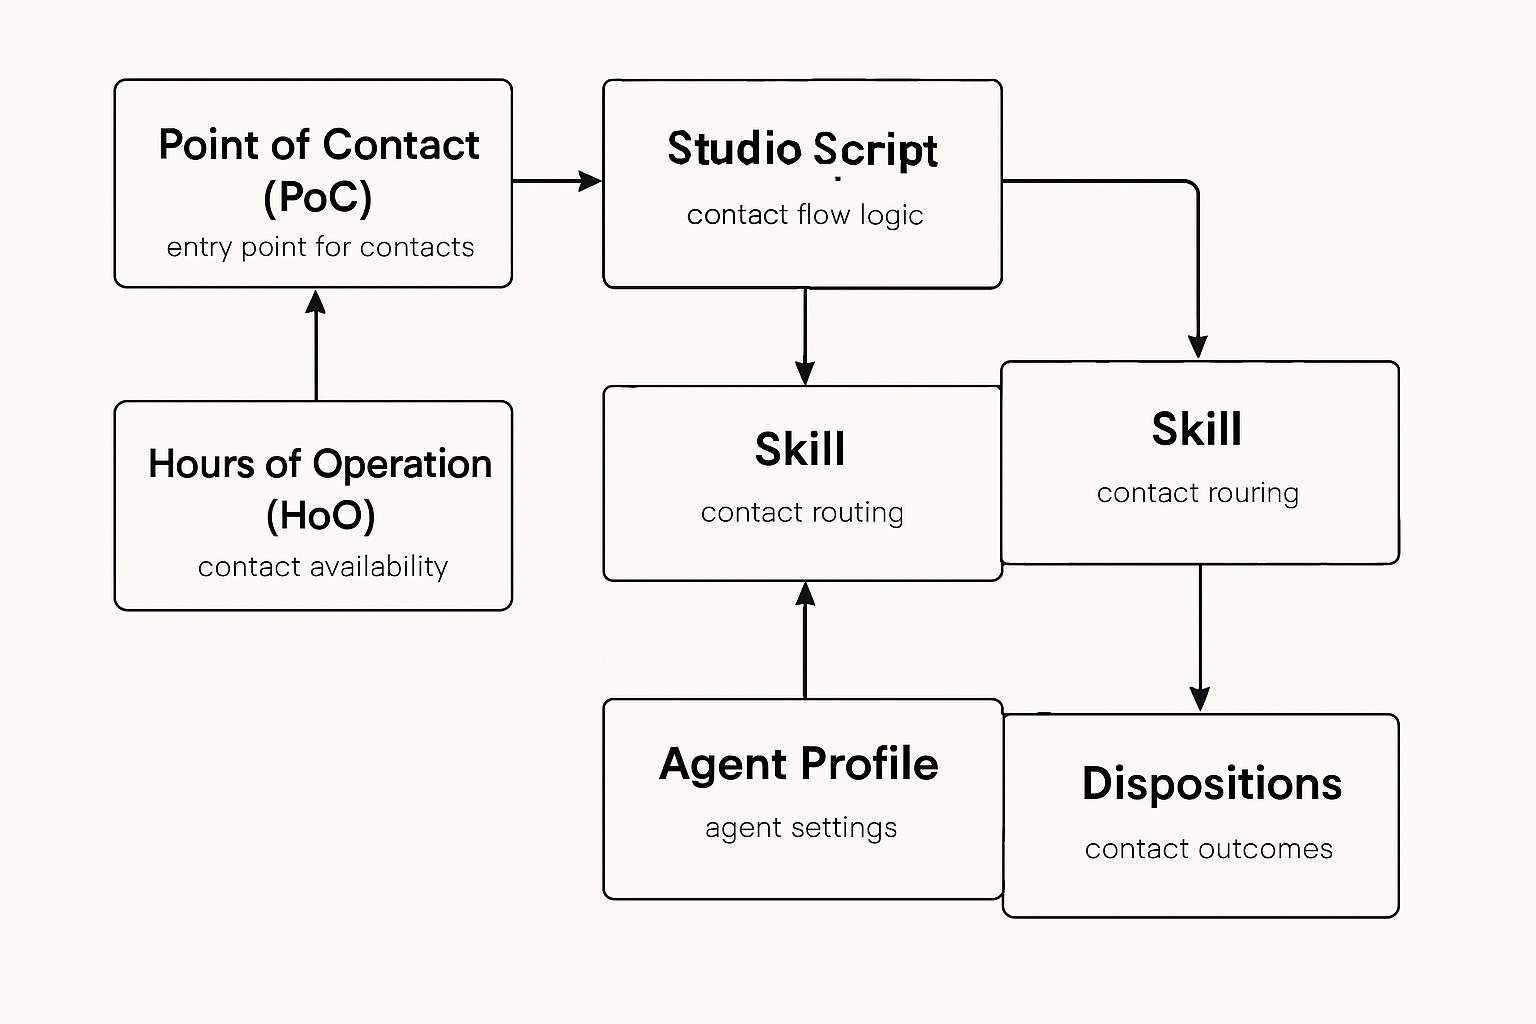 Point of Contact
(PoC)
entry point for contacts
Studio Script
contact flow logic
Hours of Operation
(HoO)
contact availability
Skill
contact routing
Skill
contact rouring
Agent Profile
agent settings
Dispositions
contact outcomes